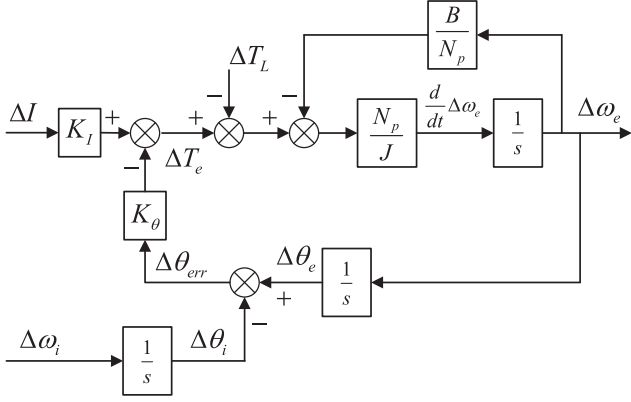 B
N_p
ΔT_L
−
−
ΔI
K_I
+
+
+
N_p
J
d
dt
Δω_e
1
s
Δω_e
−
ΔT_e
K_θ
Δθ_err
Δθ_e
+
1
s
−
Δω_i
1
s
Δθ_i